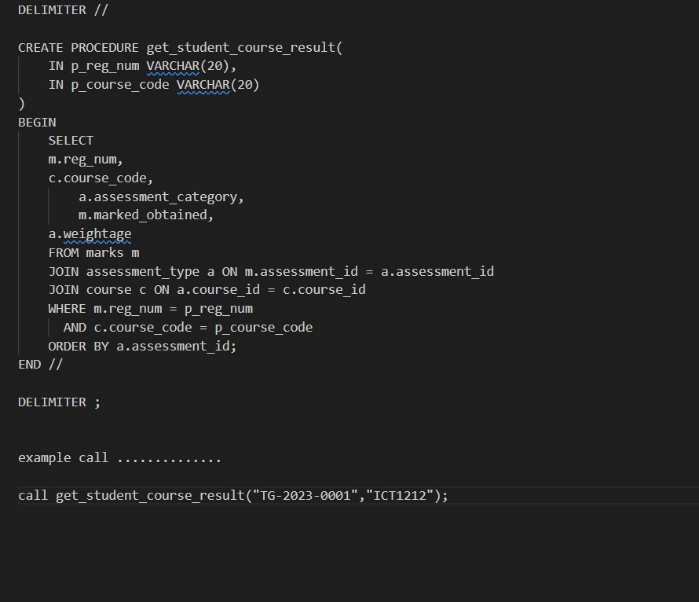 DELIMITER //
CREATE PROCEDURE get_student_course_result(
IN p_reg_num VARCHAR(20),
IN p_course_code VARCHAR(20)
)
BEGIN
SELECT
m.reg_num,
c.course_code,
a.assessment_category,
m.marked_obtained,
a.weightage
FROM marks m
JOIN assessment_type a ON m.assessment_id = a.assessment_id
JOIN course c ON a.course_id = c.course_id
WHERE m.reg_num = p_reg_num
AND c.course_code = p_course_code
ORDER BY a.assessment_id;
END //
DELIMITER ;
example call ..............
call get_student_course_result("TG-2023-0001","ICT1212");